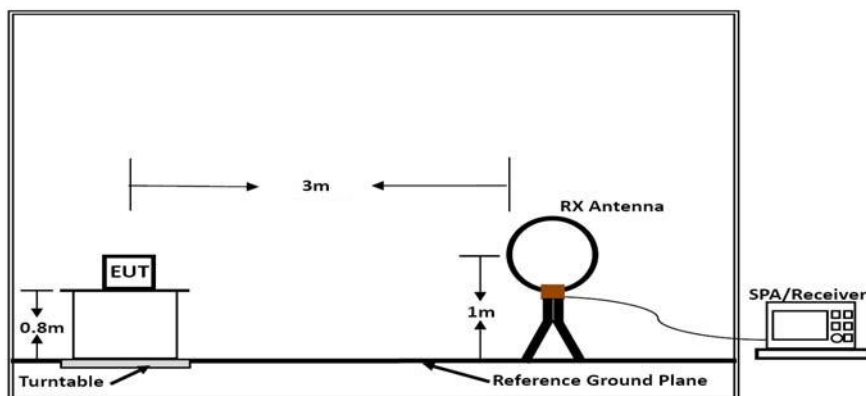 3m
RX Antenna
EUT
0.8m
1m
SPA/Receiver
Turntable
Reference Ground Plane